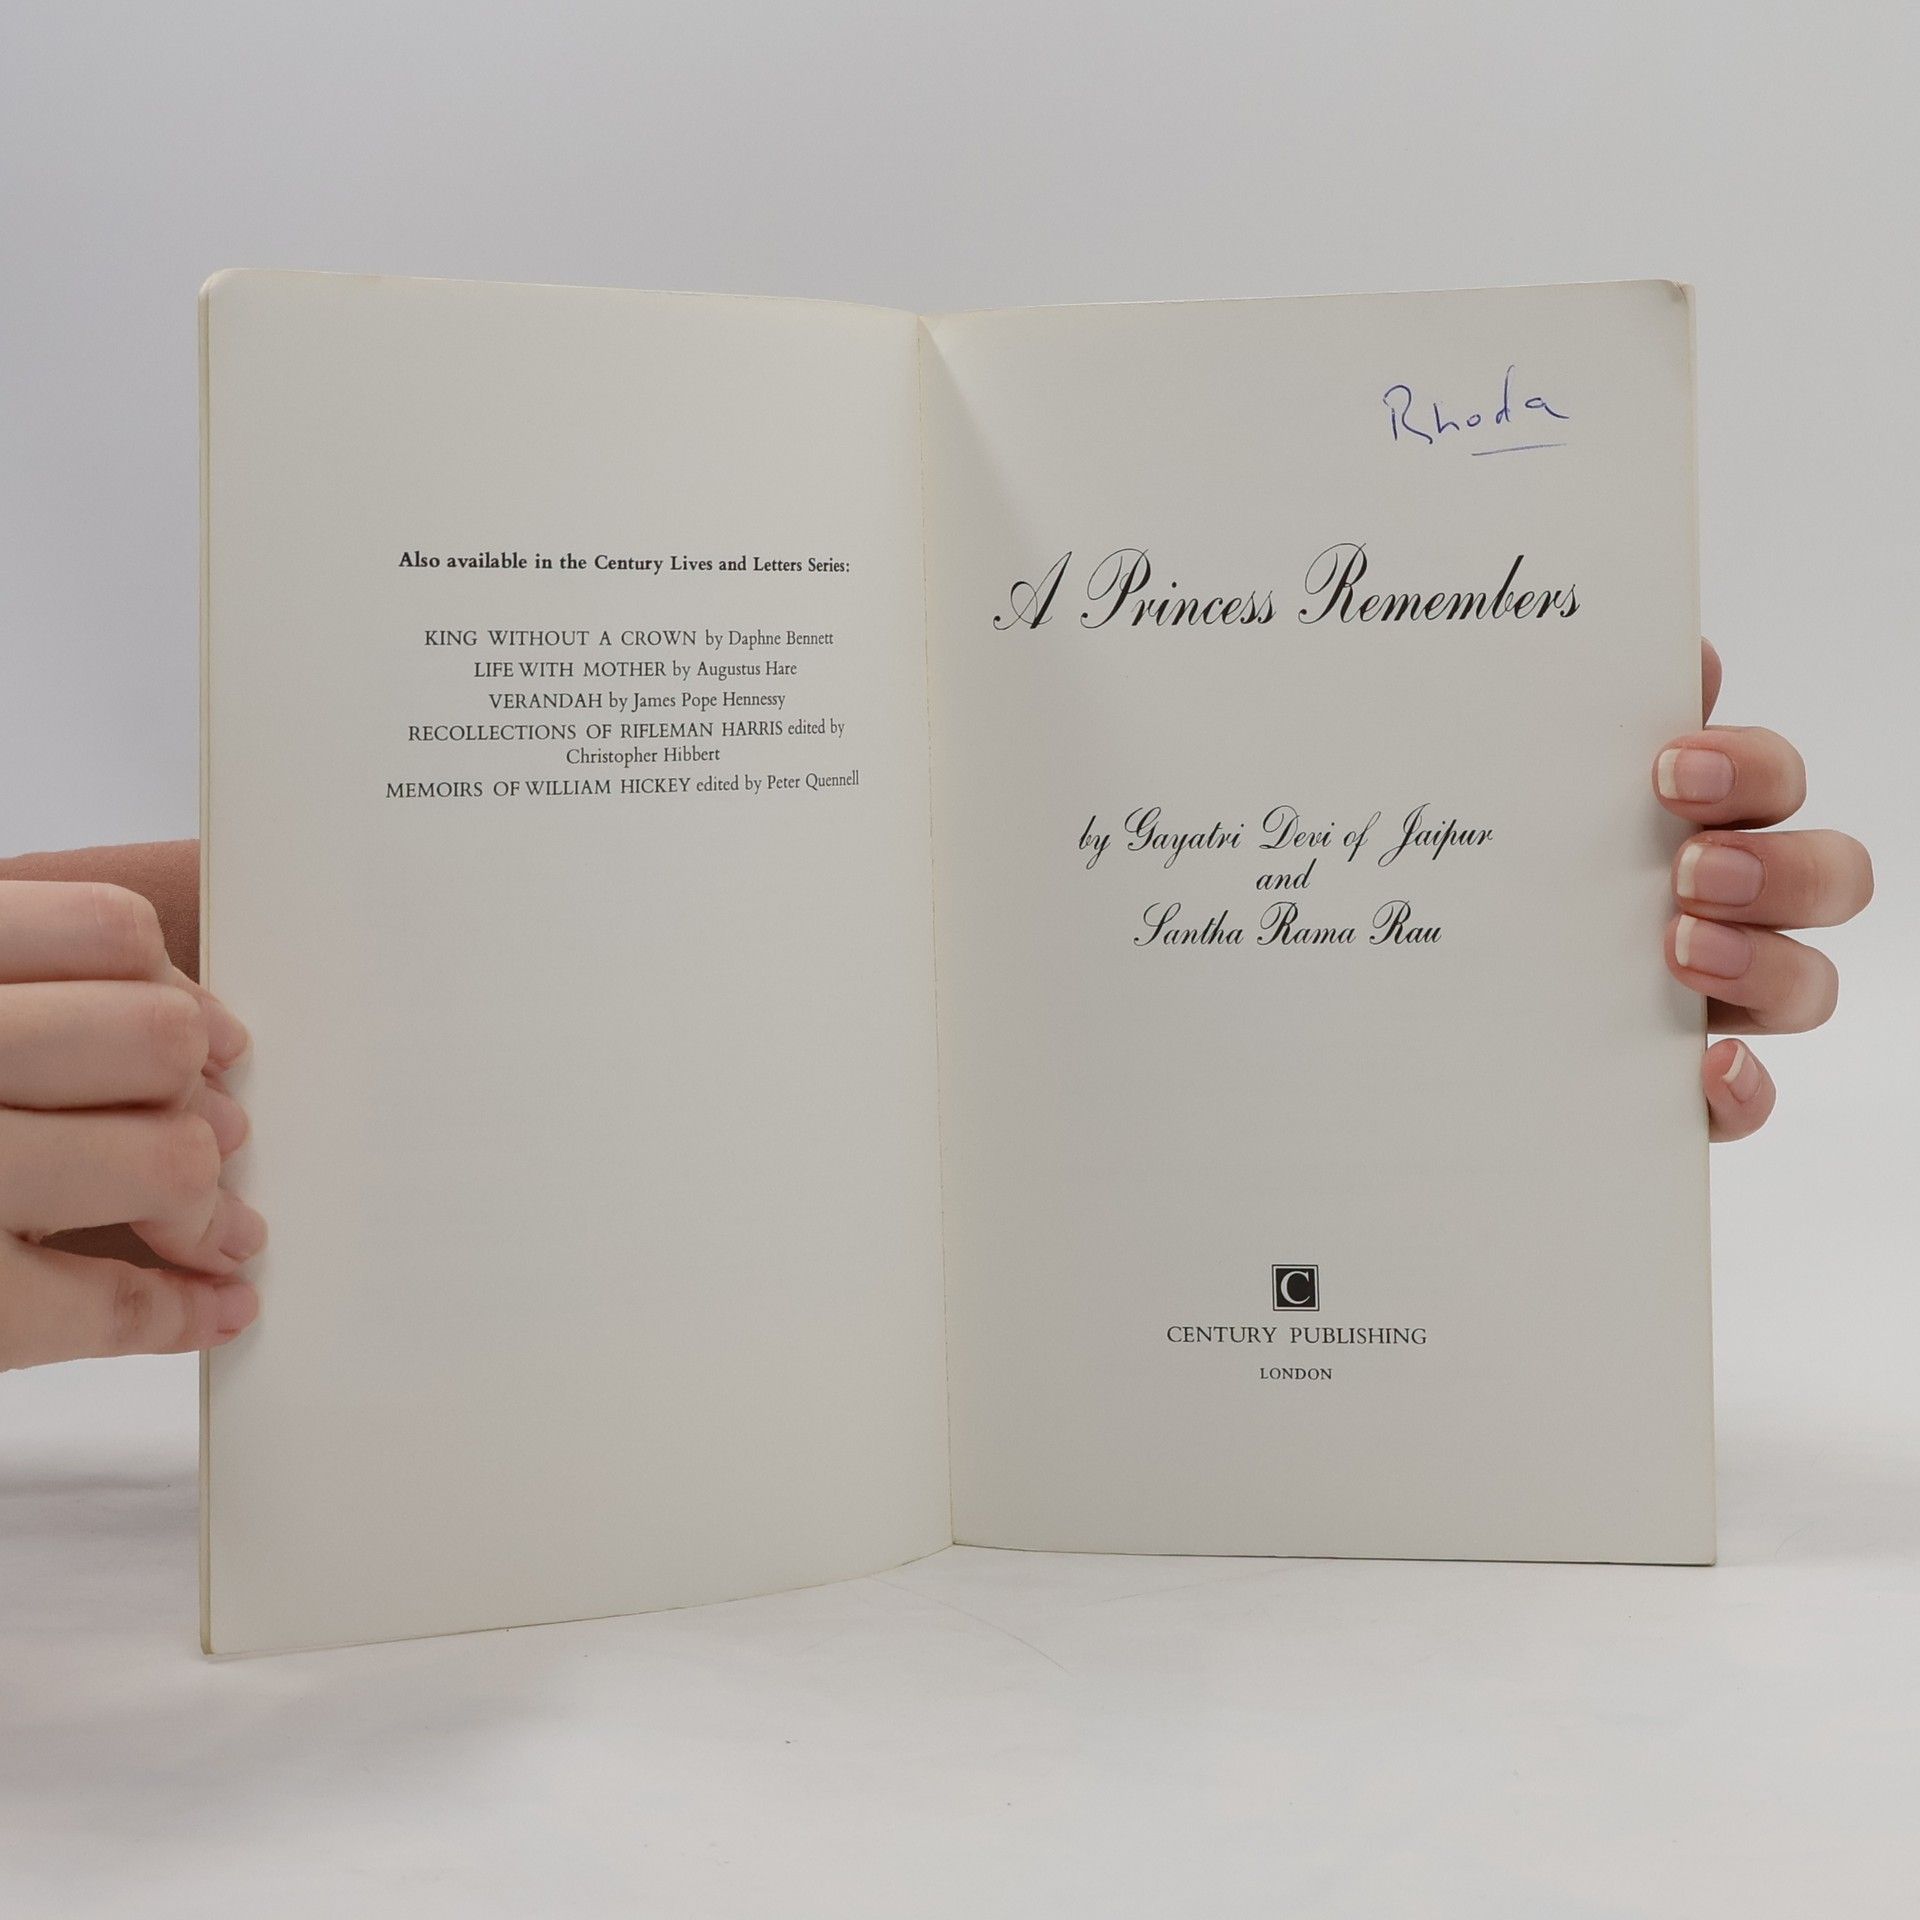 Also available in the Century Lives and Letters Series:
KING WITHOUT A CROWN by Daphne Bennett
LIFE WITH MOTHER by Augustus Hare
VERANDAH by James Pope Hennessy
RECOLLECTIONS OF RIFLEMAN HARRIS edited by
Christopher Hibbert
MEMOIRS OF WILLIAM HICKEY edited by Peter Quennell
Rhoda
A Princess Remembers
by Gayatri Devi of Jaipur
and
Santha Rama Rau
C
CENTURY PUBLISHING
LONDON